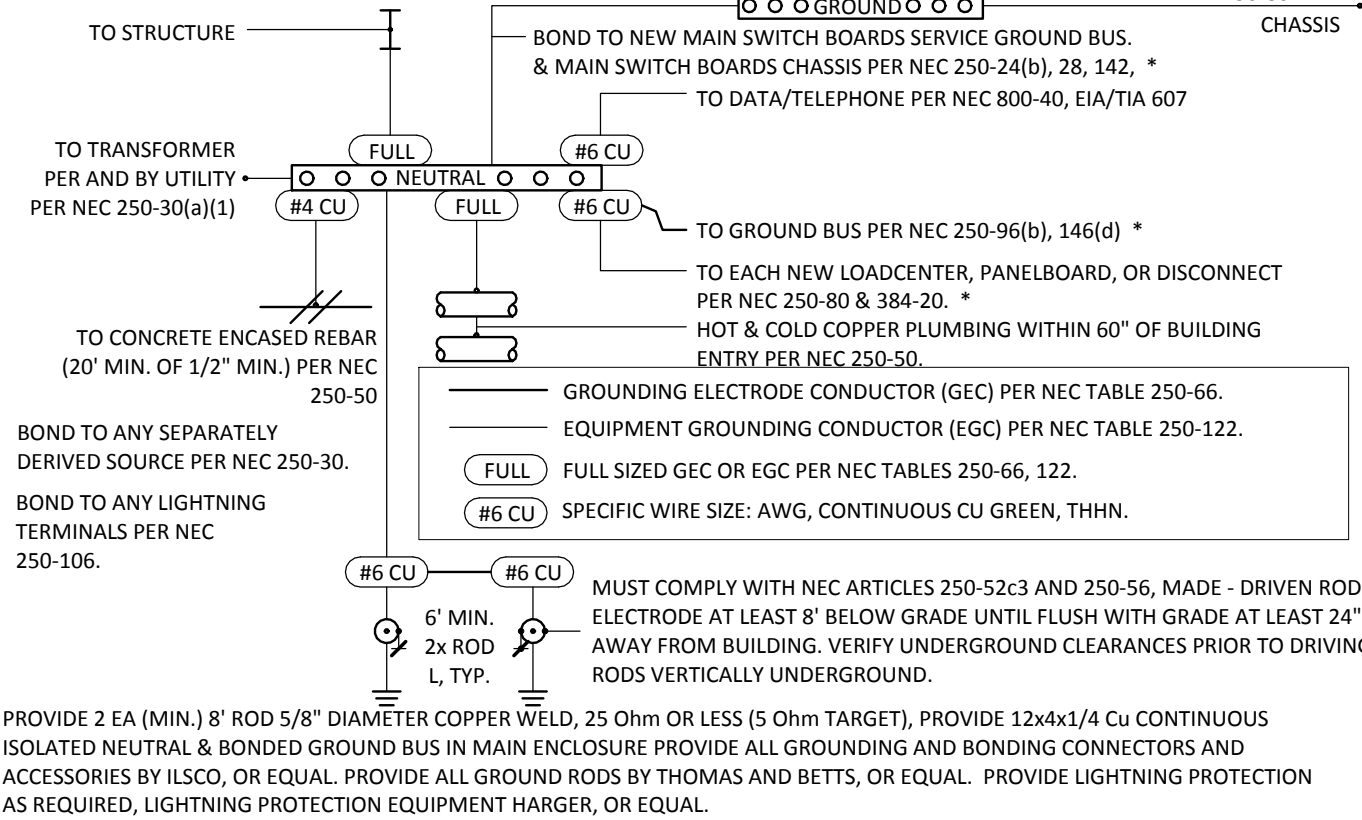 GROUND
CHASSIS
TO STRUCTURE
BOND TO NEW MAIN SWITCH BOARDS SERVICE GROUND BUS.
& MAIN SWITCH BOARDS CHASSIS PER NEC 250-24(b), 28, 142, *
TO DATA/TELEPHONE PER NEC 800-40, EIA/TIA 607
TO TRANSFORMER
PER AND BY UTILITY
PER NEC 250-30(a)(1)
FULL
#6 CU
NEUTRAL
#4 CU
FULL
#6 CU
TO GROUND BUS PER NEC 250-96(b), 146(d) *
TO EACH NEW LOADCENTER, PANELBOARD, OR DISCONNECT
PER NEC 250-80 & 384-20. *
HOT & COLD COPPER PLUMBING WITHIN 60" OF BUILDING
ENTRY PER NEC 250-50.
TO CONCRETE ENCASED REBAR
(20' MIN. OF 1/2" MIN.) PER NEC
250-50
GROUNDING ELECTRODE CONDUCTOR (GEC) PER NEC TABLE 250-66.
EQUIPMENT GROUNDING CONDUCTOR (EGC) PER NEC TABLE 250-122.
FULL FULL SIZED GEC OR EGC PER NEC TABLES 250-66, 122.
#6 CU SPECIFIC WIRE SIZE: AWG, CONTINUOUS CU GREEN, THHN.
BOND TO ANY SEPARATELY
DERIVED SOURCE PER NEC 250-30.
BOND TO ANY LIGHTNING
TERMINALS PER NEC
250-106.
#6 CU
#6 CU
6' MIN.
2x ROD
L, TYP.
MUST COMPLY WITH NEC ARTICLES 250-52c3 AND 250-56, MADE - DRIVEN ROD
ELECTRODE AT LEAST 8' BELOW GRADE UNTIL FLUSH WITH GRADE AT LEAST 24"
AWAY FROM BUILDING. VERIFY UNDERGROUND CLEARANCES PRIOR TO DRIVING
RODS VERTICALLY UNDERGROUND.
PROVIDE 2 EA (MIN.) 8' ROD 5/8" DIAMETER COPPER WELD, 25 Ohm OR LESS (5 Ohm TARGET), PROVIDE 12x4x1/4 Cu CONTINUOUS
ISOLATED NEUTRAL & BONDED GROUND BUS IN MAIN ENCLOSURE PROVIDE ALL GROUNDING AND BONDING CONNECTORS AND
ACCESSORIES BY ILSCO, OR EQUAL. PROVIDE ALL GROUND RODS BY THOMAS AND BETTS, OR EQUAL. PROVIDE LIGHTNING PROTECTION
AS REQUIRED, LIGHTNING PROTECTION EQUIPMENT HARGER, OR EQUAL.